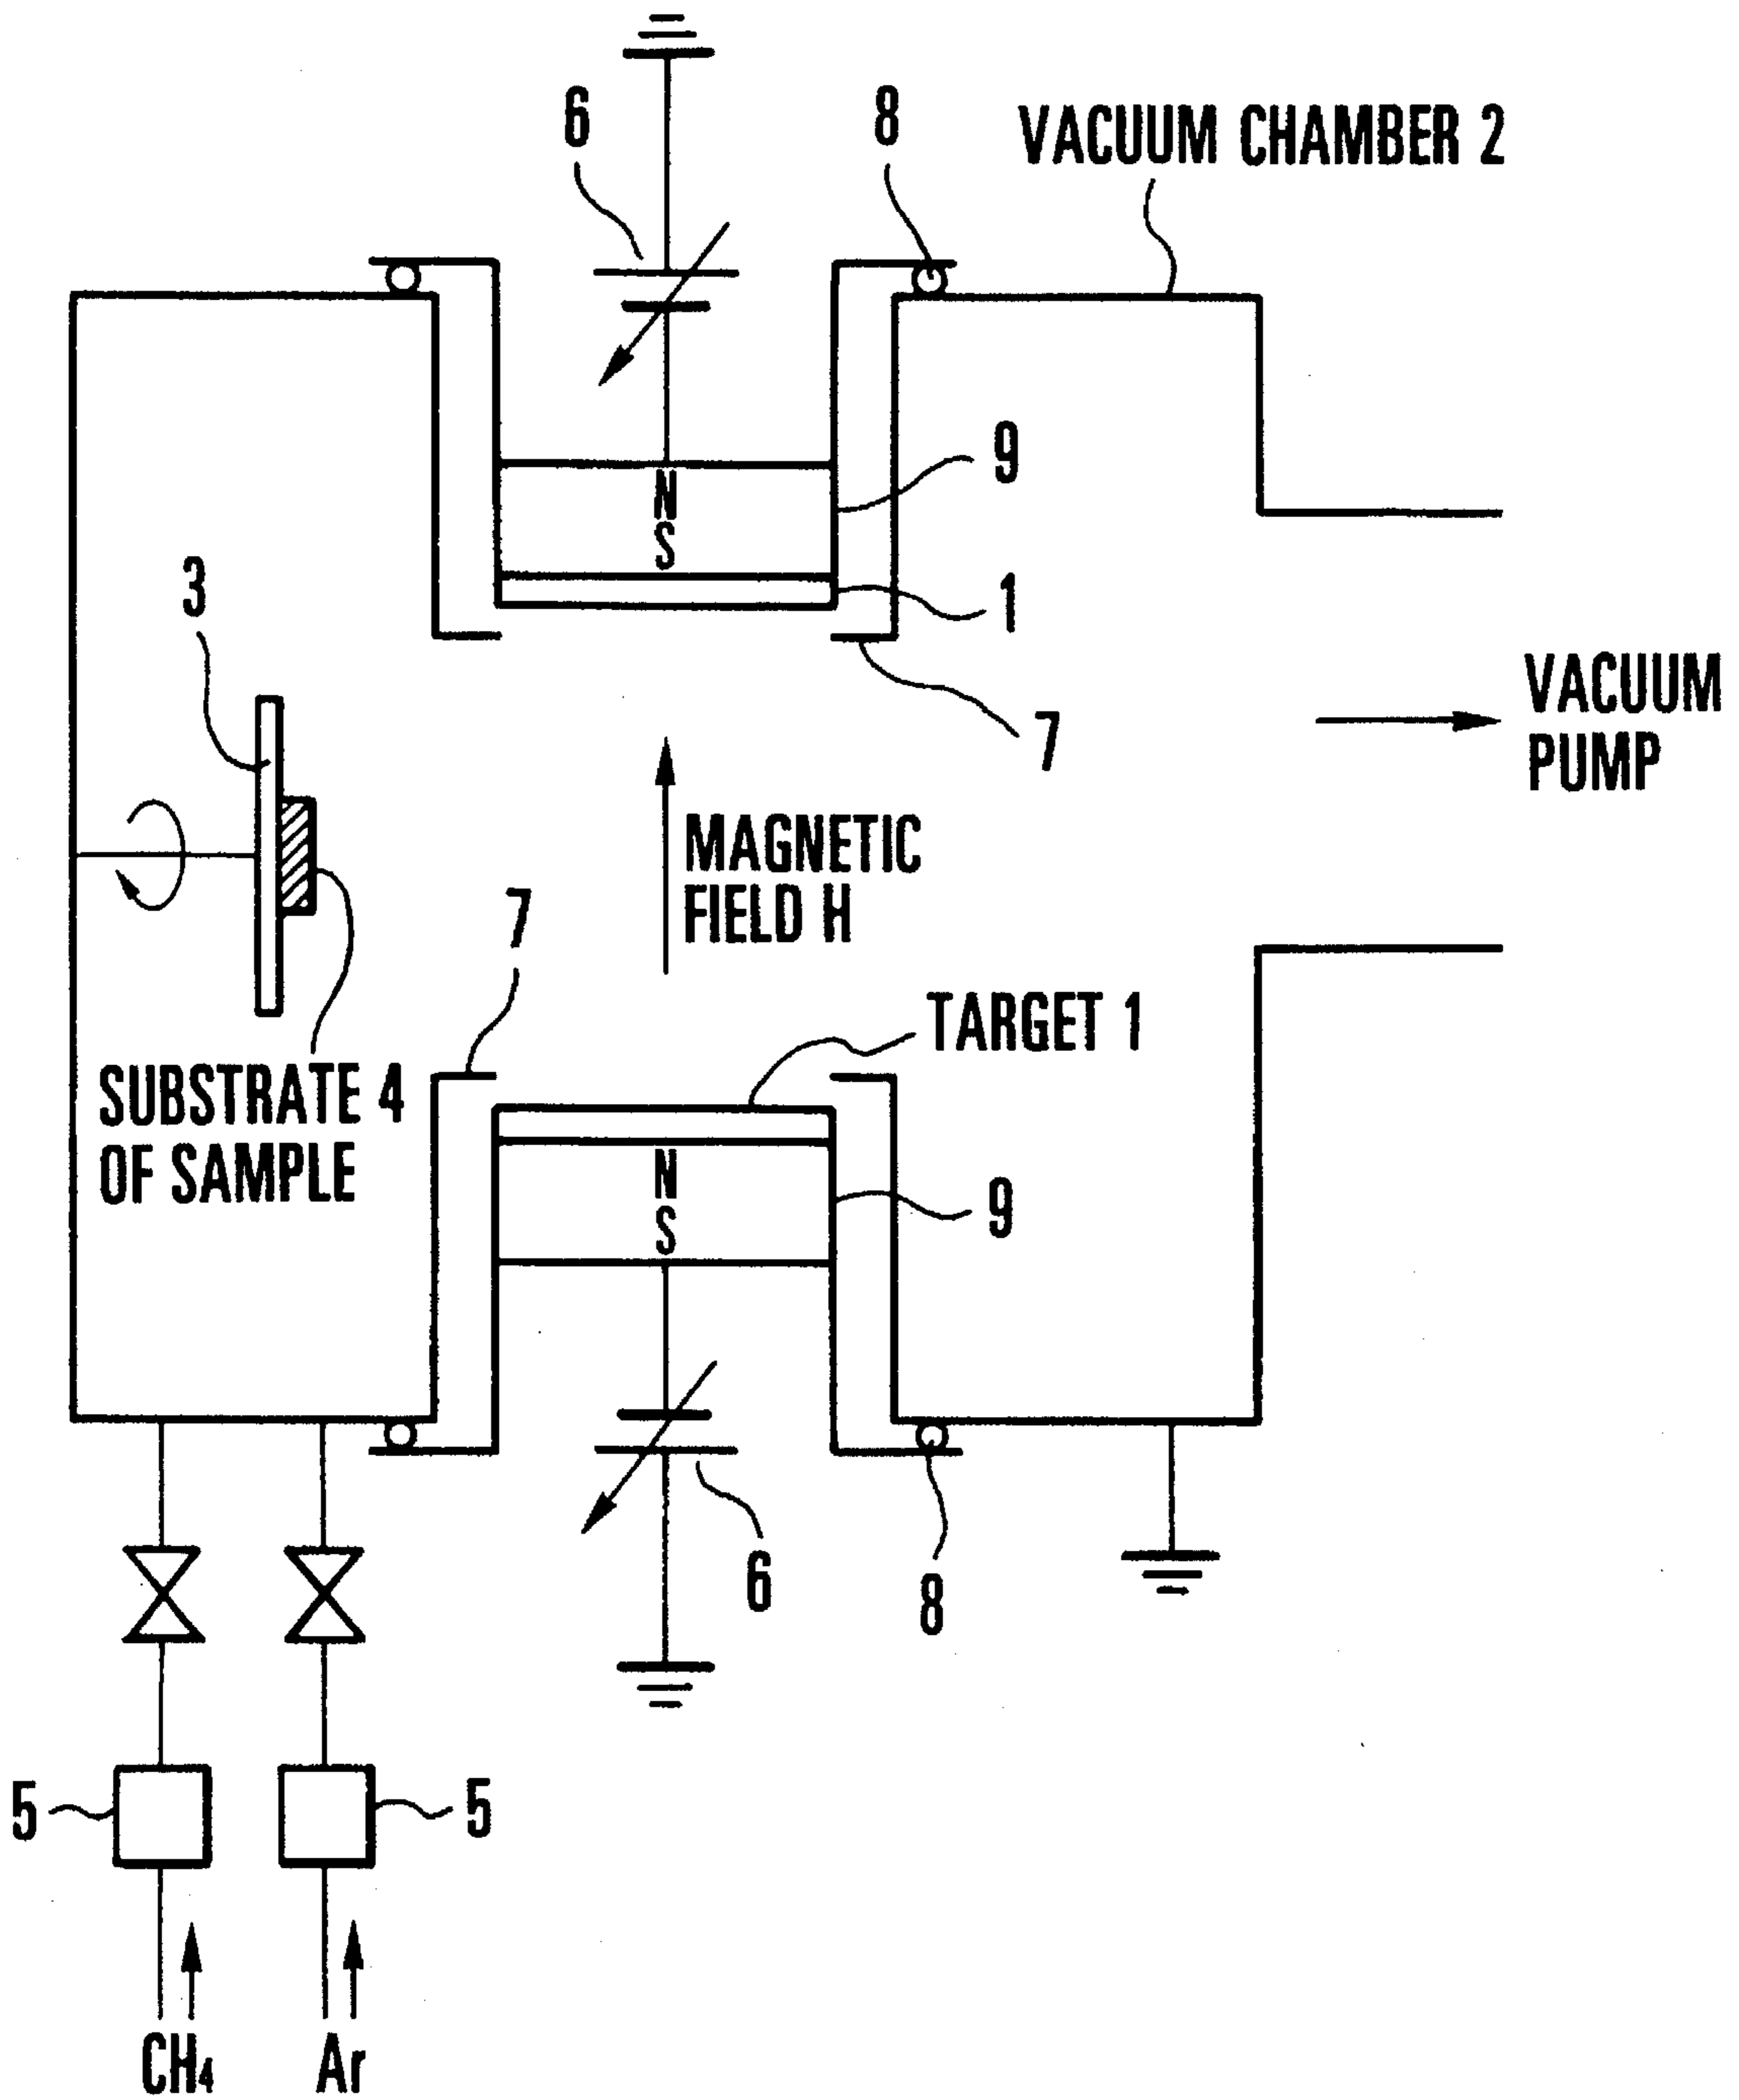 6
8
VACUUM CHAMBER 2
9
N
S
3
1
VACUUM
PUMP
7
MAGNETIC
FIELD H
7
TARGET 1
SUBSTRATE 4
OF SAMPLE
N
S
9
6
8
5
5
CH₄
Ar